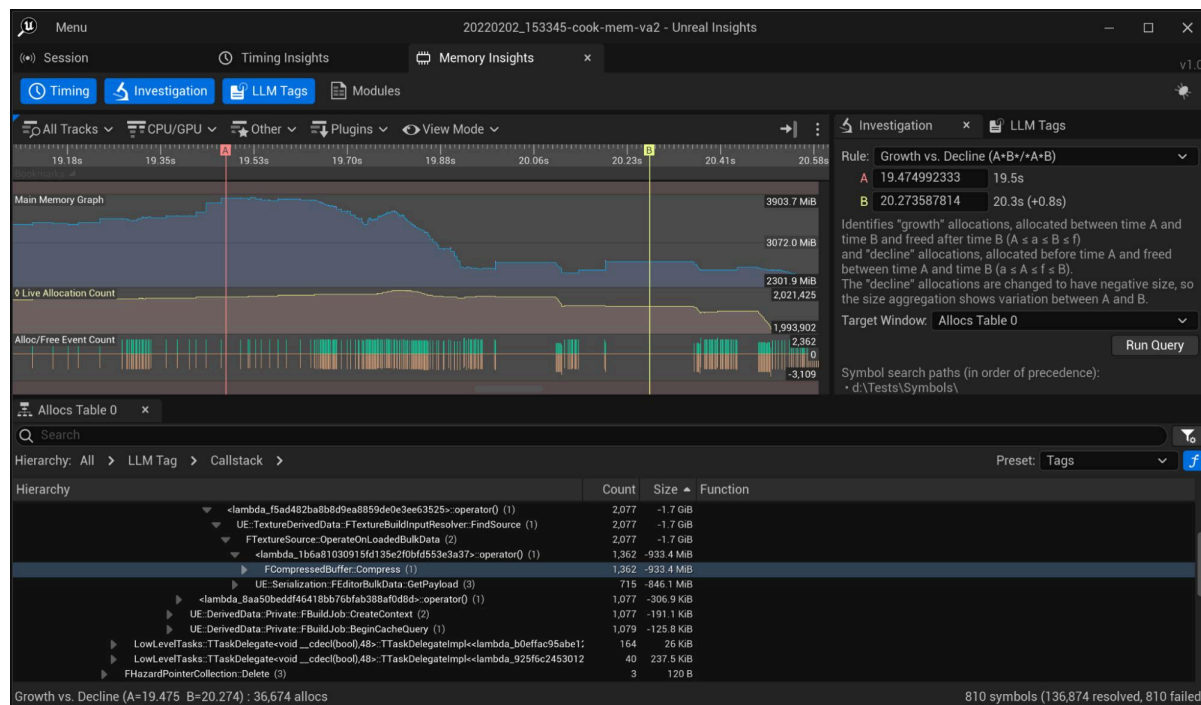 Menu
20220202_153345-cook-mem-va2 - Unreal Insights
Session
Timing Insights
Memory Insights
v1.0
Timing
Investigation
LLM Tags
Modules
All Tracks
CPU/GPU
Other
Plugins
View Mode
Investigation
LLM Tags
19.18s 19.35s A 19.53s 19.70s 19.88s 20.06s 20.23s B 20.41s 20.58s
Bookmarks
Main Memory Graph
3903.7 MiB
3072.0 MiB
2301.9 MiB
◊ Live Allocation Count
2,021,425
1,993,902
Alloc/Free Event Count
2,362
0
-3,109
Rule: Growth vs. Decline (A*B*/*A*B)
A 19.474992333 19.5s
B 20.273587814 20.3s (+0.8s)
Identifies "growth" allocations, allocated between time A and
time B and freed after time B (A ≤ a ≤ B ≤ f)
and "decline" allocations, allocated before time A and freed
between time A and time B (a ≤ A ≤ f ≤ B).
The "decline" allocations are changed to have negative size, so
the size aggregation shows variation between A and B.
Target Window: Allocs Table 0
Run Query
Symbol search paths (in order of precedence):
• d:\Tests\Symbols\
Allocs Table 0
Search
Hierarchy: All > LLM Tag > Callstack >
Preset: Tags
Hierarchy Count Size Function
<lambda_f5ad482ba8b8d9ea8859de0e3ee63525>::operator() (1) 2,077 -1.7 GiB
UE::TextureDerivedData::FTextureBuildInputResolver::FindSource (1) 2,077 -1.7 GiB
FTextureSource::OperateOnLoadedBulkData (2) 2,077 -1.7 GiB
<lambda_1b6a81030915fd135e2f0bfd553e3a37>::operator() (1) 1,362 -933.4 MiB
FCompressedBuffer::Compress (1) 1,362 -933.4 MiB
UE::Serialization::FEditorBulkData::GetPayload (3) 715 -846.1 MiB
<lambda_8aa50beddf46418bb76bfab388af0d8d>::operator() (1) 1,077 -306.9 KiB
UE::DerivedData::Private::FBuildJob::CreateContext (2) 1,077 -191.1 KiB
UE::DerivedData::Private::FBuildJob::BeginCacheQuery (1) 1,079 -125.8 KiB
LowLevelTasks::TTaskDelegate<void __cdecl(bool),48>::TTaskDelegateImpl<<lambda_b0effac95abe1 164 26 KiB
LowLevelTasks::TTaskDelegate<void __cdecl(bool),48>::TTaskDelegateImpl<<lambda_925f6c2453012 40 237.5 KiB
FHazardPointerCollection::Delete (3) 3 120 B
Growth vs. Decline (A=19.475 B=20.274) : 36,674 allocs
810 symbols (136,874 resolved, 810 failed